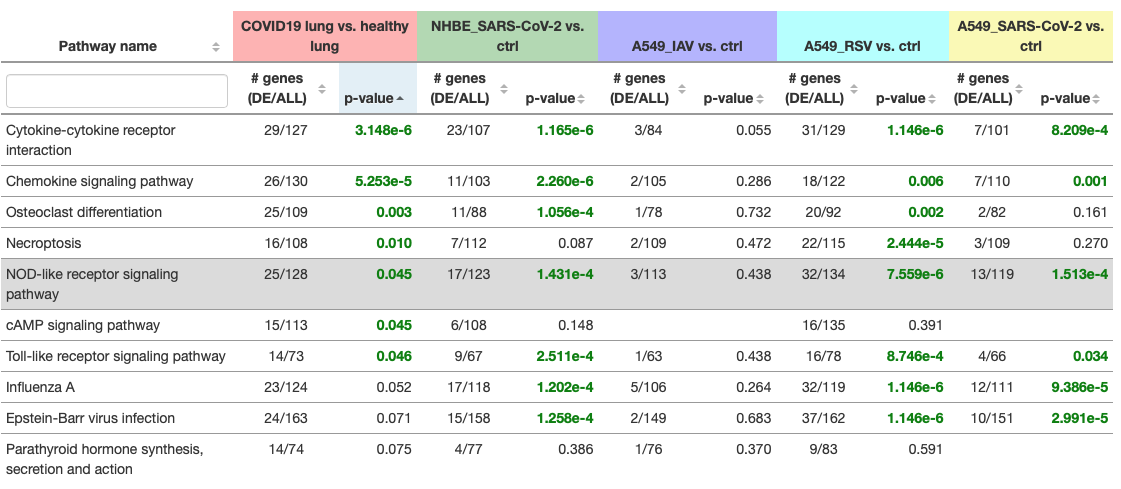 Pathway name COVID19 lung vs. healthy lung NHBE_SARS-CoV-2 vs. ctrl A549_IAV vs. ctrl A549_RSV vs. ctrl A549_SARS-CoV-2 vs. ctrl
# genes (DE/ALL) p-value # genes (DE/ALL) p-value # genes (DE/ALL) p-value # genes (DE/ALL) p-value # genes (DE/ALL) p-value
Cytokine-cytokine receptor interaction 29/127 3.148e-6 23/107 1.165e-6 3/84 0.055 31/129 1.146e-6 7/101 8.209e-4
Chemokine signaling pathway 26/130 5.253e-5 11/103 2.260e-6 2/105 0.286 18/122 0.006 7/110 0.001
Osteoclast differentiation 25/109 0.003 11/88 1.056e-4 1/78 0.732 20/92 0.002 2/82 0.161
Necroptosis 16/108 0.010 7/112 0.087 2/109 0.472 22/115 2.444e-5 3/109 0.270
NOD-like receptor signaling pathway 25/128 0.045 17/123 1.431e-4 3/113 0.438 32/134 7.559e-6 13/119 1.513e-4
cAMP signaling pathway 15/113 0.045 6/108 0.148 16/135 0.391
Toll-like receptor signaling pathway 14/73 0.046 9/67 2.511e-4 1/63 0.438 16/78 8.746e-4 4/66 0.034
Influenza A 23/124 0.052 17/118 1.202e-4 5/106 0.264 32/119 1.146e-6 12/111 9.386e-5
Epstein-Barr virus infection 24/163 0.071 15/158 1.258e-4 2/149 0.683 37/162 1.146e-6 10/151 2.991e-5
Parathyroid hormone synthesis, secretion and action 14/74 0.075 4/77 0.386 1/76 0.370 9/83 0.591